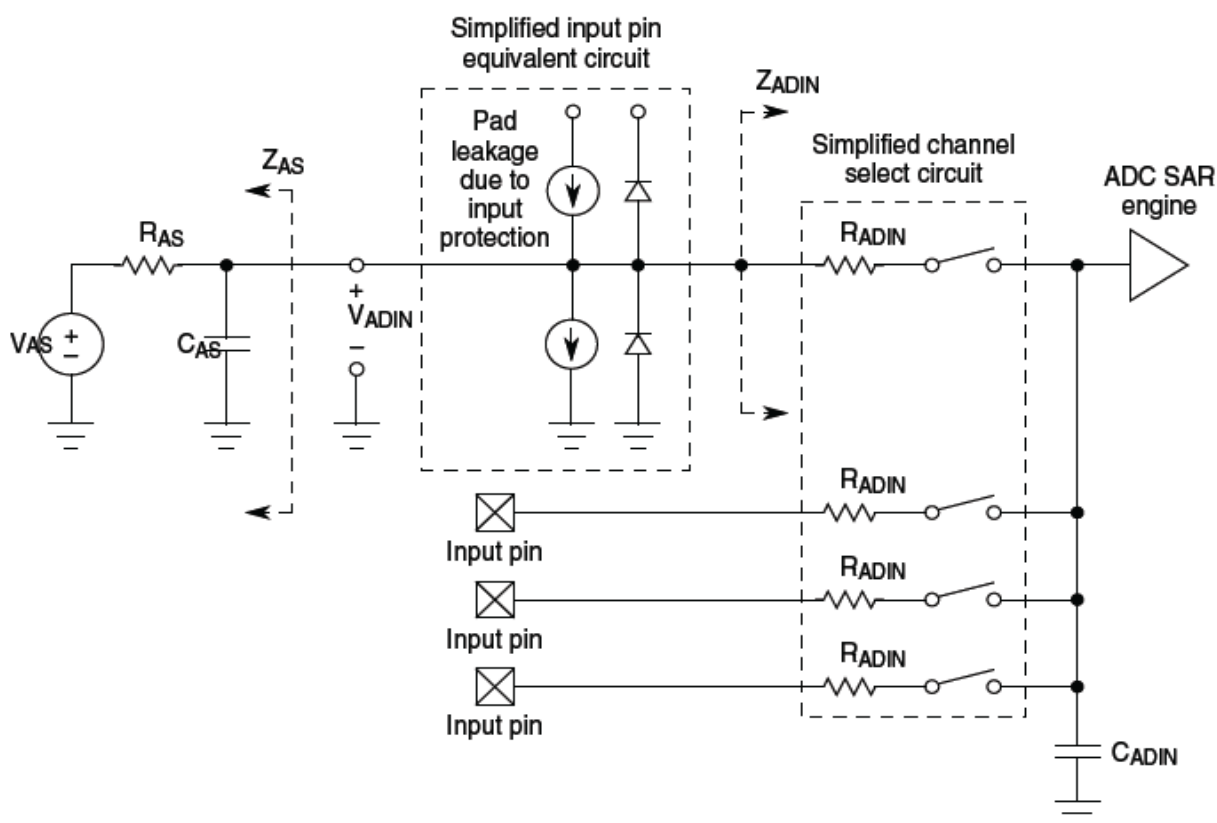 Simplified input pin
equivalent circuit
Pad
leakage
due to
input
protection
ZADIN
Simplified channel
select circuit
ADC SAR
engine
ZAS
RAS
RADIN
VAS
+
−
CAS
+
VADIN
−
RADIN
Input pin
RADIN
Input pin
RADIN
Input pin
CADIN